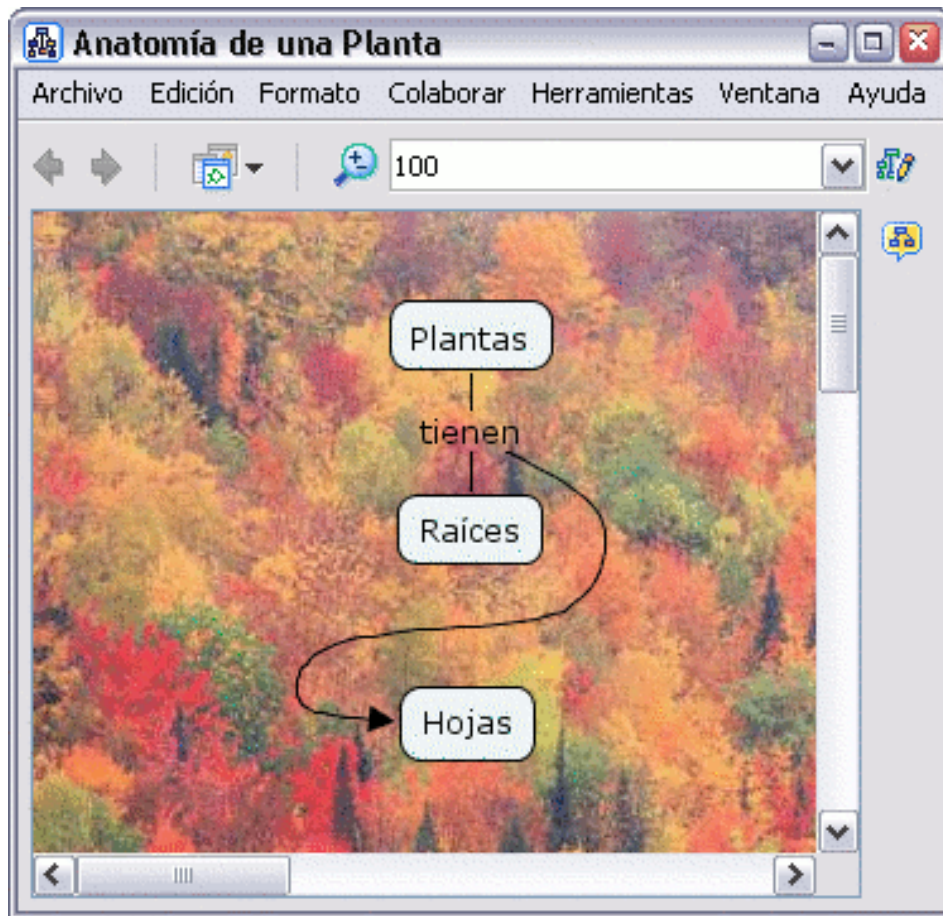 Anatomía de una Planta
Archivo Edición Formato Colaborar Herramientas Ventana Ayuda
100
Plantas
tienen
Raíces
Hojas